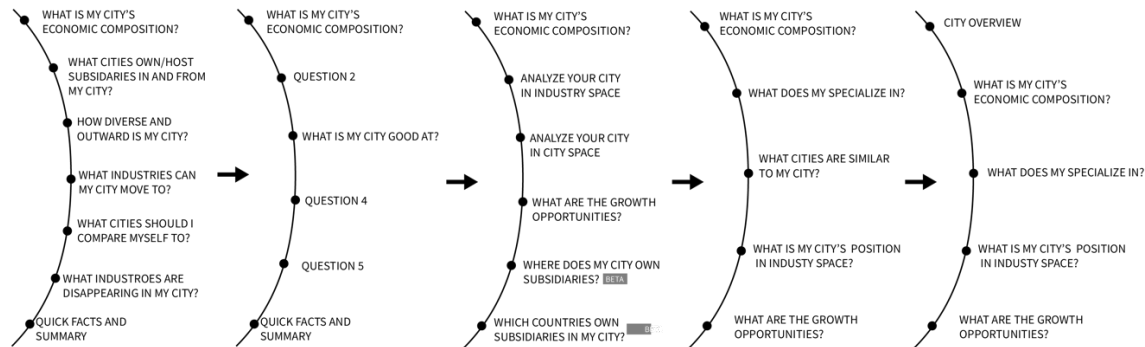 WHAT IS MY CITY'S
ECONOMIC COMPOSITION?
WHAT CITIES OWN/HOST
SUBSIDARIES IN AND FROM
MY CITY?
HOW DIVERSE AND
OUTWARD IS MY CITY?
WHAT INDUSTRIES CAN
MY CITY MOVE TO?
WHAT CITIES SHOULD I
COMPARE MYSELF TO?
WHAT INDUSTROES ARE
DISAPPEARING IN MY CITY?
QUICK FACTS AND
SUMMARY
WHAT IS MY CITY'S
ECONOMIC COMPOSITION?
QUESTION 2
WHAT IS MY CITY GOOD AT?
QUESTION 4
QUESTION 5
QUICK FACTS AND
SUMMARY
WHAT IS MY CITY'S
ECONOMIC COMPOSITION?
ANALYZE YOUR CITY
IN INDUSTRY SPACE
ANALYZE YOUR CITY
IN CITY SPACE
WHAT ARE THE GROWTH
OPPORTUNITIES?
WHERE DOES MY CITY OWN
SUBSIDIARIES? BETA
WHICH COUNTRIES OWN
SUBSIDIARIES IN MY CITY?
WHAT IS MY CITY'S
ECONOMIC COMPOSITION?
WHAT DOES MY SPECIALIZE IN?
WHAT CITIES ARE SIMILAR
TO MY CITY?
WHAT IS MY CITY'S POSITION
IN INDUSTY SPACE?
WHAT ARE THE GROWTH
OPPORTUNITIES?
CITY OVERVIEW
WHAT IS MY CITY'S
ECONOMIC COMPOSITION?
WHAT DOES MY SPECIALIZE IN?
WHAT IS MY CITY'S POSITION
IN INDUSTY SPACE?
WHAT ARE THE GROWTH
OPPORTUNITIES?